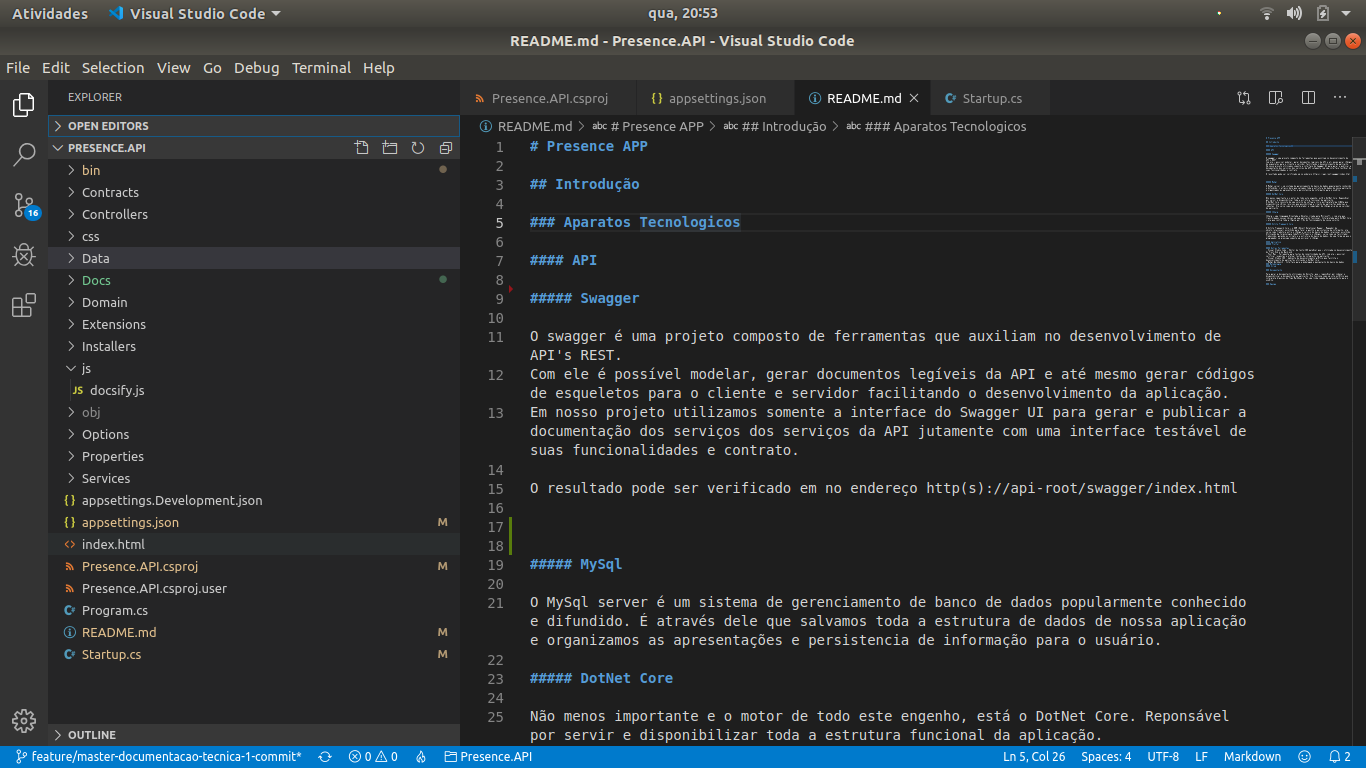 Atividades
Visual Studio Code
qua, 20:53
README.md - Presence.API - Visual Studio Code
File Edit Selection View Go Debug Terminal Help
EXPLORER
OPEN EDITORS
PRESENCE.API
bin
Contracts
Controllers
css
Data
Docs
Domain
Extensions
Installers
js
JS docsify.js
obj
Options
Properties
Services
{} appsettings.Development.json
{} appsettings.json M
<> index.html
Presence.API.csproj M
Presence.API.csproj.user
C# Program.cs
README.md M
C# Startup.cs M
OUTLINE
16
Presence.API.csproj
{} appsettings.json
README.md
C# Startup.cs
README.md > abc # Presence APP > abc ## Introdução > abc ### Aparatos Tecnologicos
1 # Presence APP
2
3 ## Introdução
4
5 ### Aparatos Tecnologicos
6
7 #### API
8
9 ##### Swagger
10
11 O swagger é uma projeto composto de ferramentas que auxiliam no desenvolvimento de
API's REST.
12 Com ele é possível modelar, gerar documentos legíveis da API e até mesmo gerar códigos
de esqueletos para o cliente e servidor facilitando o desenvolvimento da aplicação.
13 Em nosso projeto utilizamos somente a interface do Swagger UI para gerar e publicar a
documentação dos serviços dos serviços da API jutamente com uma interface testável de
suas funcionalidades e contrato.
14
15 O resultado pode ser verificado em no endereço http(s)://api-root/swagger/index.html
16
17
18
19 ##### MySql
20
21 O MySql server é um sistema de gerenciamento de banco de dados popularmente conhecido
e difundido. É através dele que salvamos toda a estrutura de dados de nossa aplicação
e organizamos as apresentações e persistencia de informação para o usuário.
22
23 ##### DotNet Core
24
25 Não menos importante e o motor de todo este engenho, está o DotNet Core. Reponsável
por servir e disponibilizar toda a estrutura funcional da aplicação.
feature/master-documentacao-tecnica-1-commit*
0
0
Presence.API
Ln 5, Col 26
Spaces: 4
UTF-8
LF
Markdown
2